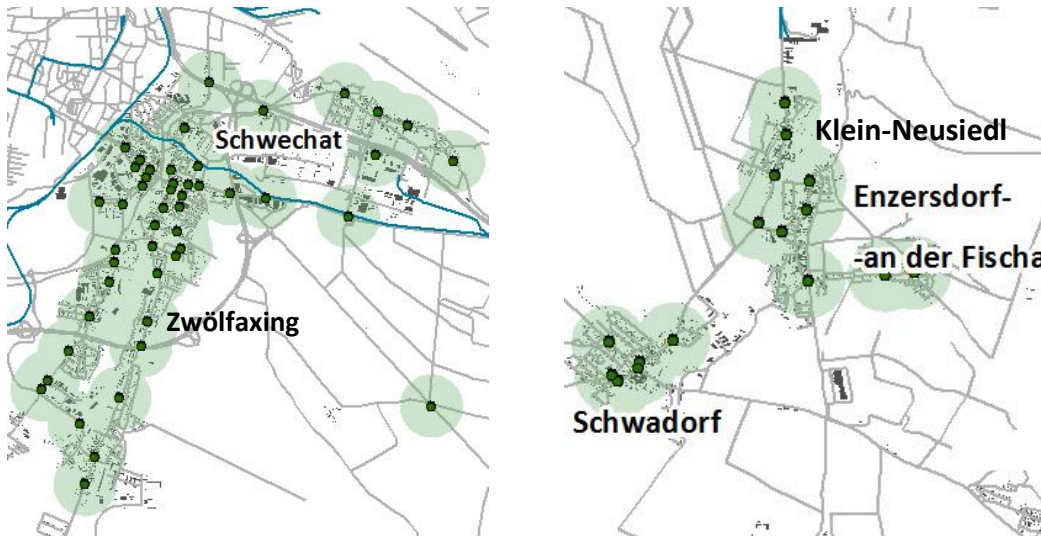 Schwechat
Zwölfaxing
Klein-Neusiedl
Enzersdorf-
-an der Fischa
Schwadorf